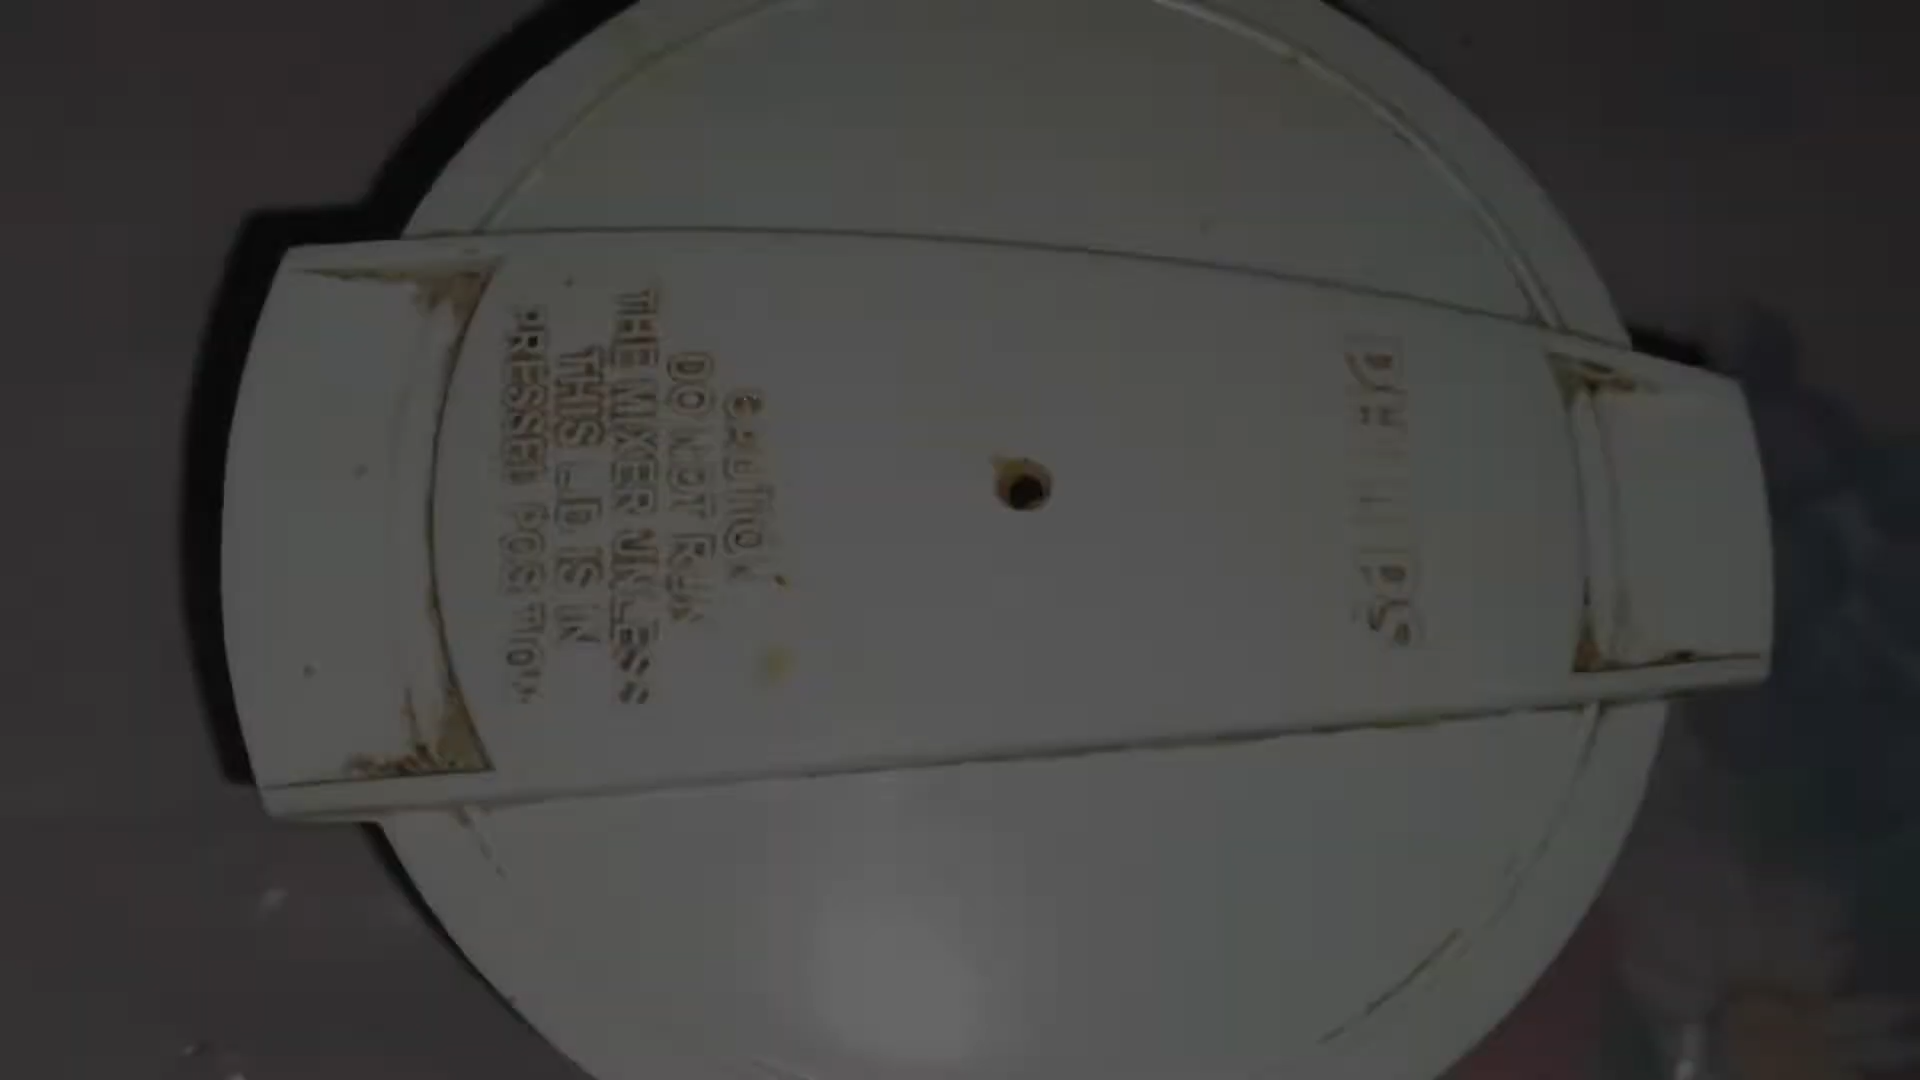 PHILIPS
CAUTION
DO NOT RUN
THE MIXER UNLESS
THIS LID IS IN
PRESSED POSITION